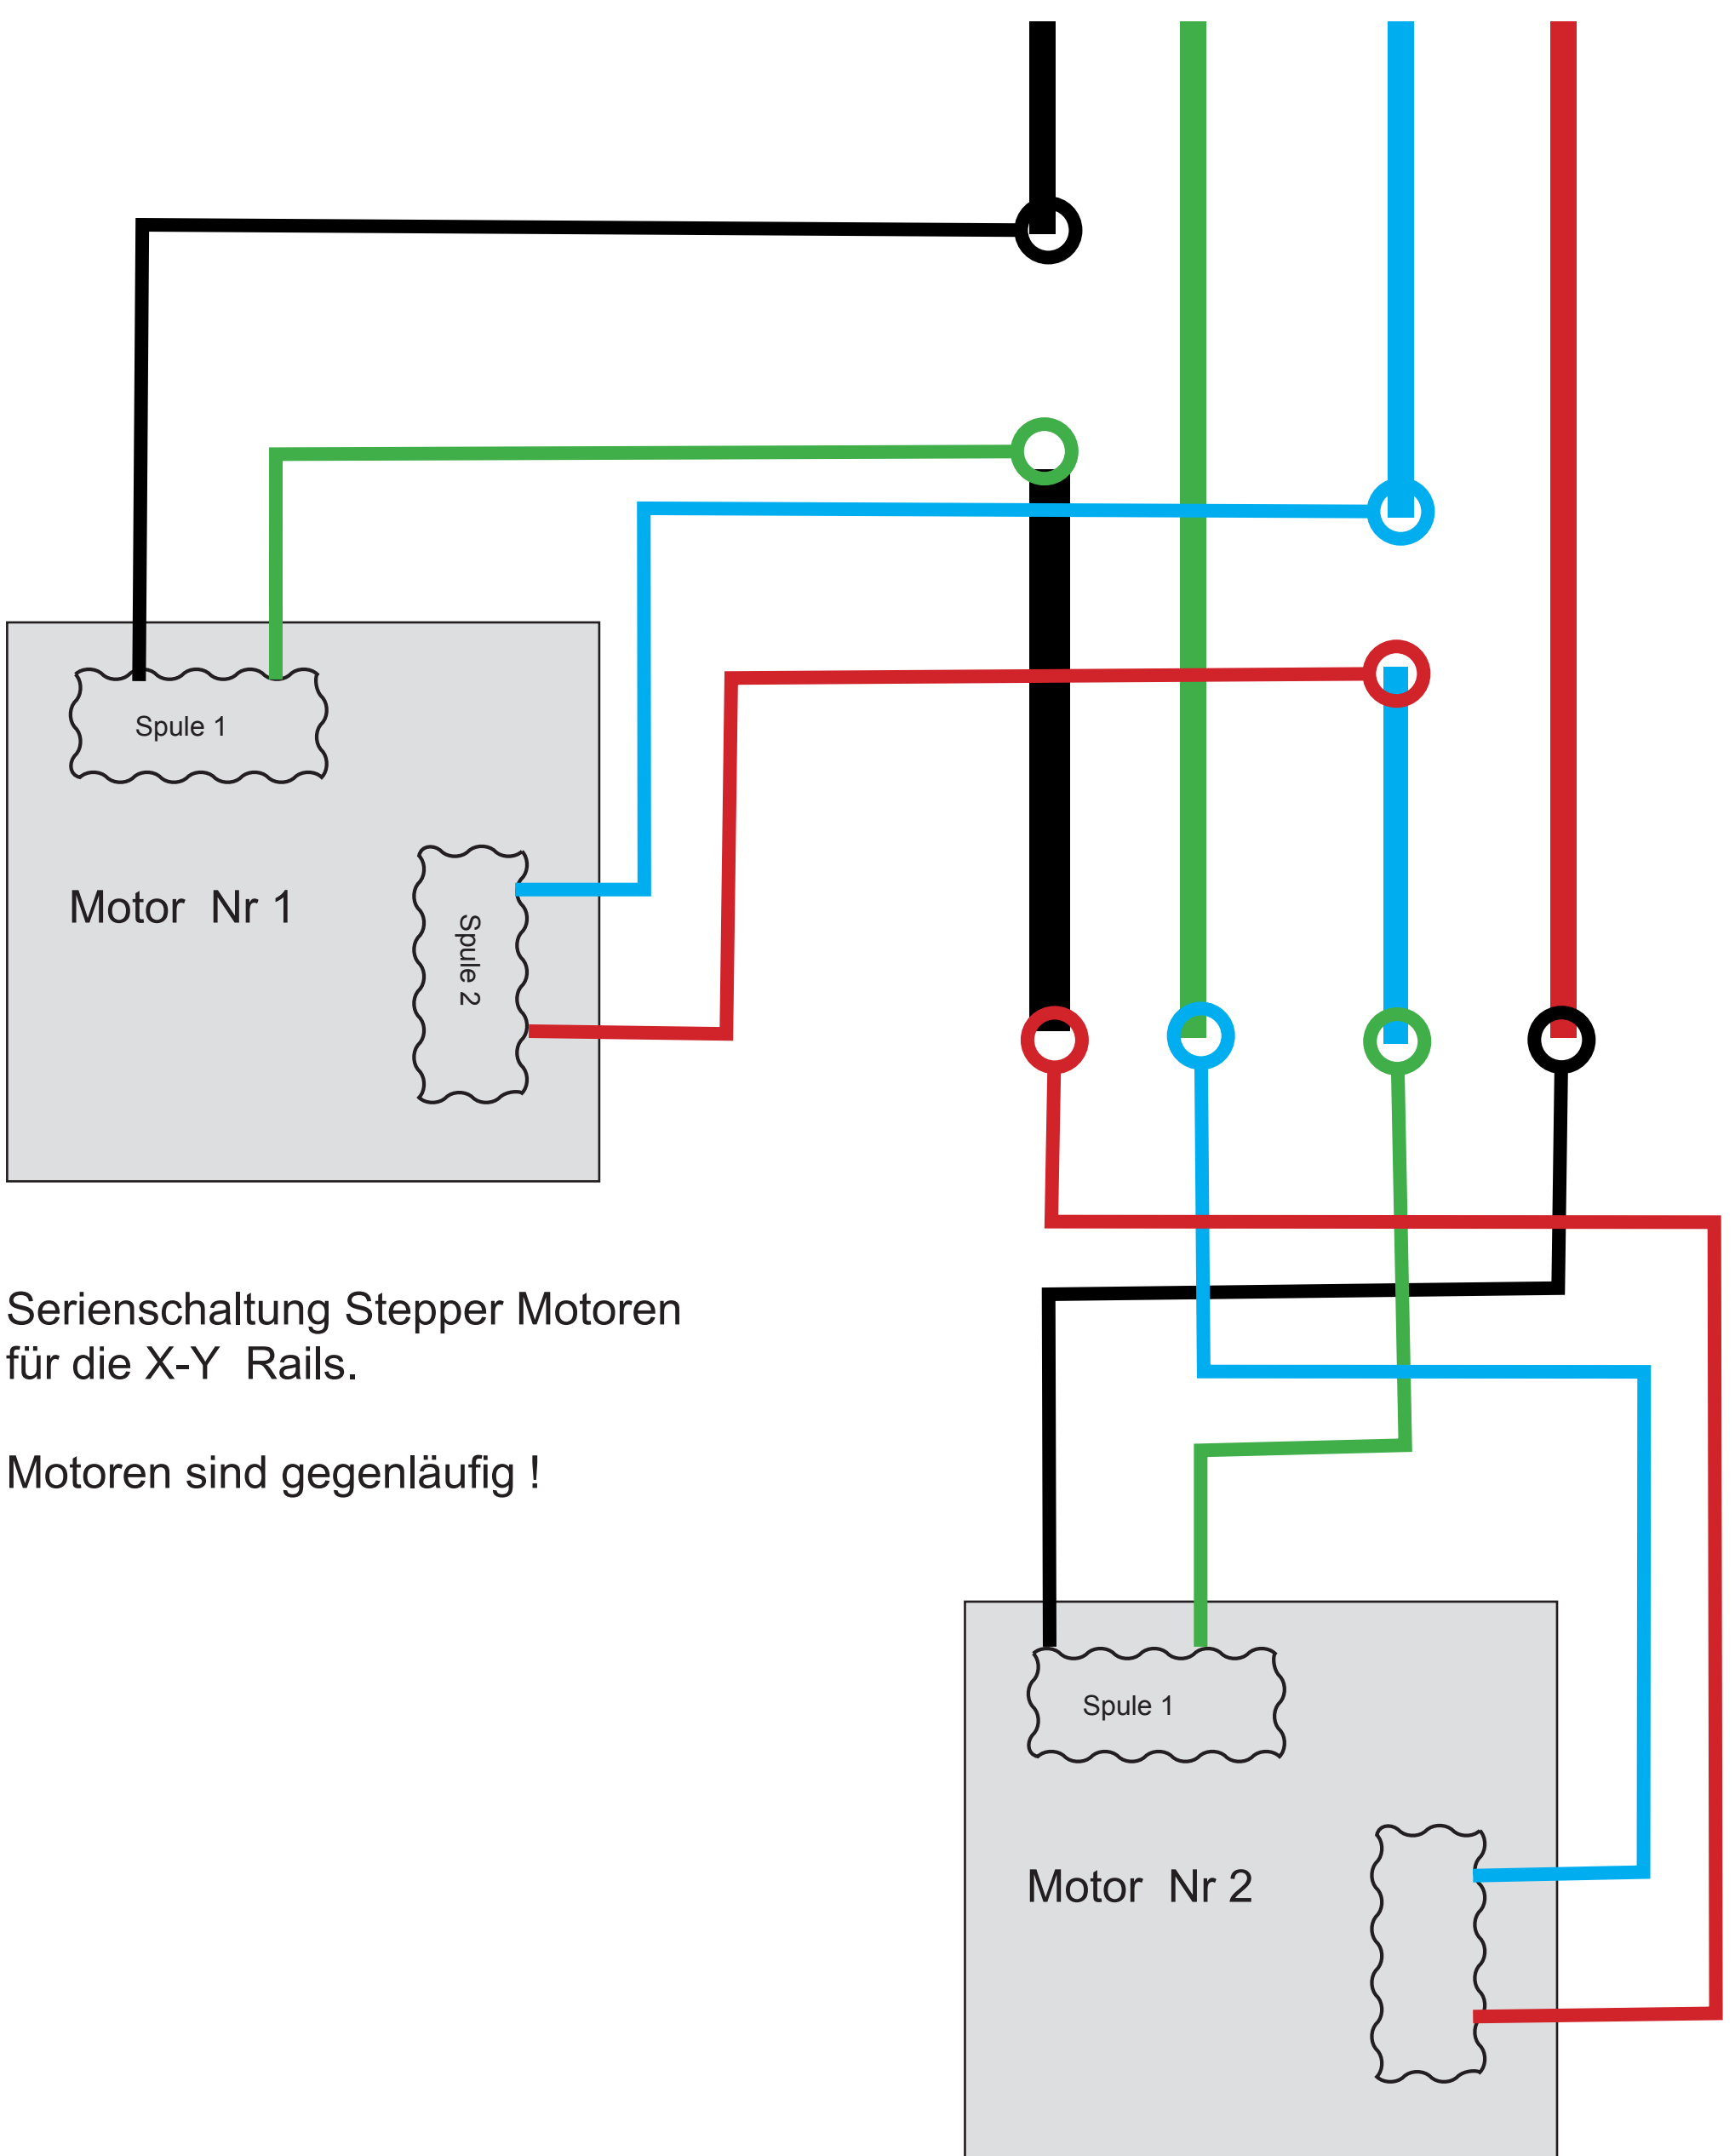 Spule 1
Motor Nr 1
Spule 2
Serienschaltung Stepper Motoren
für die X-Y Rails.
Motoren sind gegenläufig !
Spule 1
Motor Nr 2